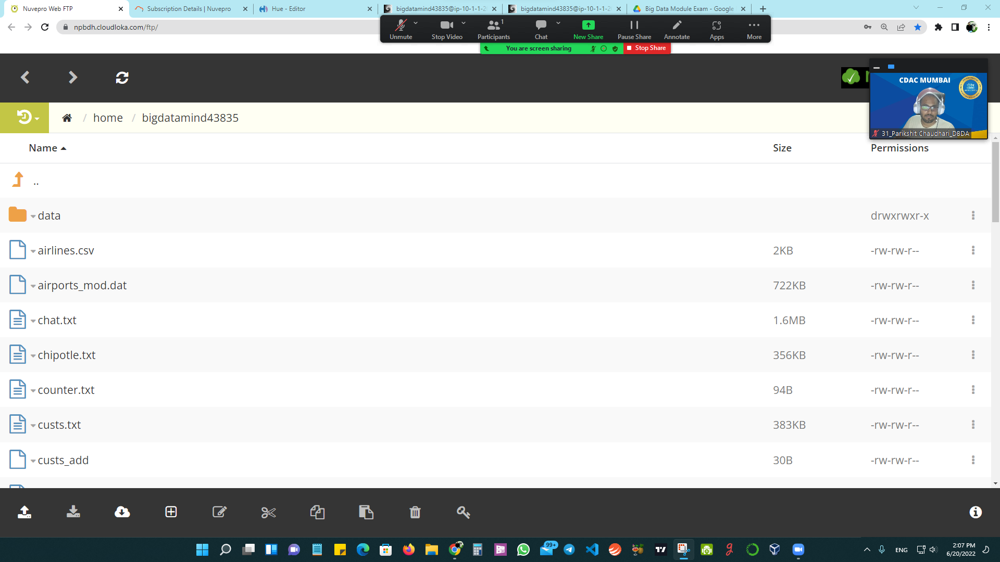 Nuvepro Web FTP
Subscription Details | Nuvepro
Hue - Editor
bigdatamind43835@ip-10-1-1-2
bigdatamind43835@ip-10-1-1-2
Big Data Module Exam - Google
npbdh.cloudloka.com/ftp/
Unmute
Stop Video
Participants
1
Chat
New Share
Pause Share
Annotate
Apps
More
You are screen sharing
Stop Share
CDAC MUMBAI
31_Parikshit Chaudhari_DBDA
/ home / bigdatamind43835
Name Size Permissions
..
data drwxrwxr-x
airlines.csv 2KB -rw-rw-r--
airports_mod.dat 722KB -rw-rw-r--
chat.txt 1.6MB -rw-rw-r--
chipotle.txt 356KB -rw-rw-r--
counter.txt 94B -rw-rw-r--
custs.txt 383KB -rw-rw-r--
custs_add 30B -rw-rw-r--
99+
ENG
2:07 PM
6/20/2022